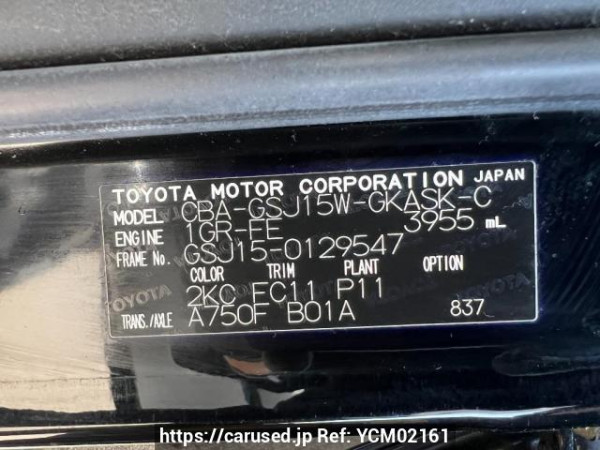 TOYOTA MOTOR CORPORATION JAPAN
MODEL CBA-GSJ15W-GKASK-C
ENGINE 1GR-FE 3955 mL
FRAME No. GSJ15-0129547
COLOR TRIM PLANT OPTION
2KC FC11 P11
TRANS./AXLE A750F B01A 837
https://carused.jp Ref: YCM02161